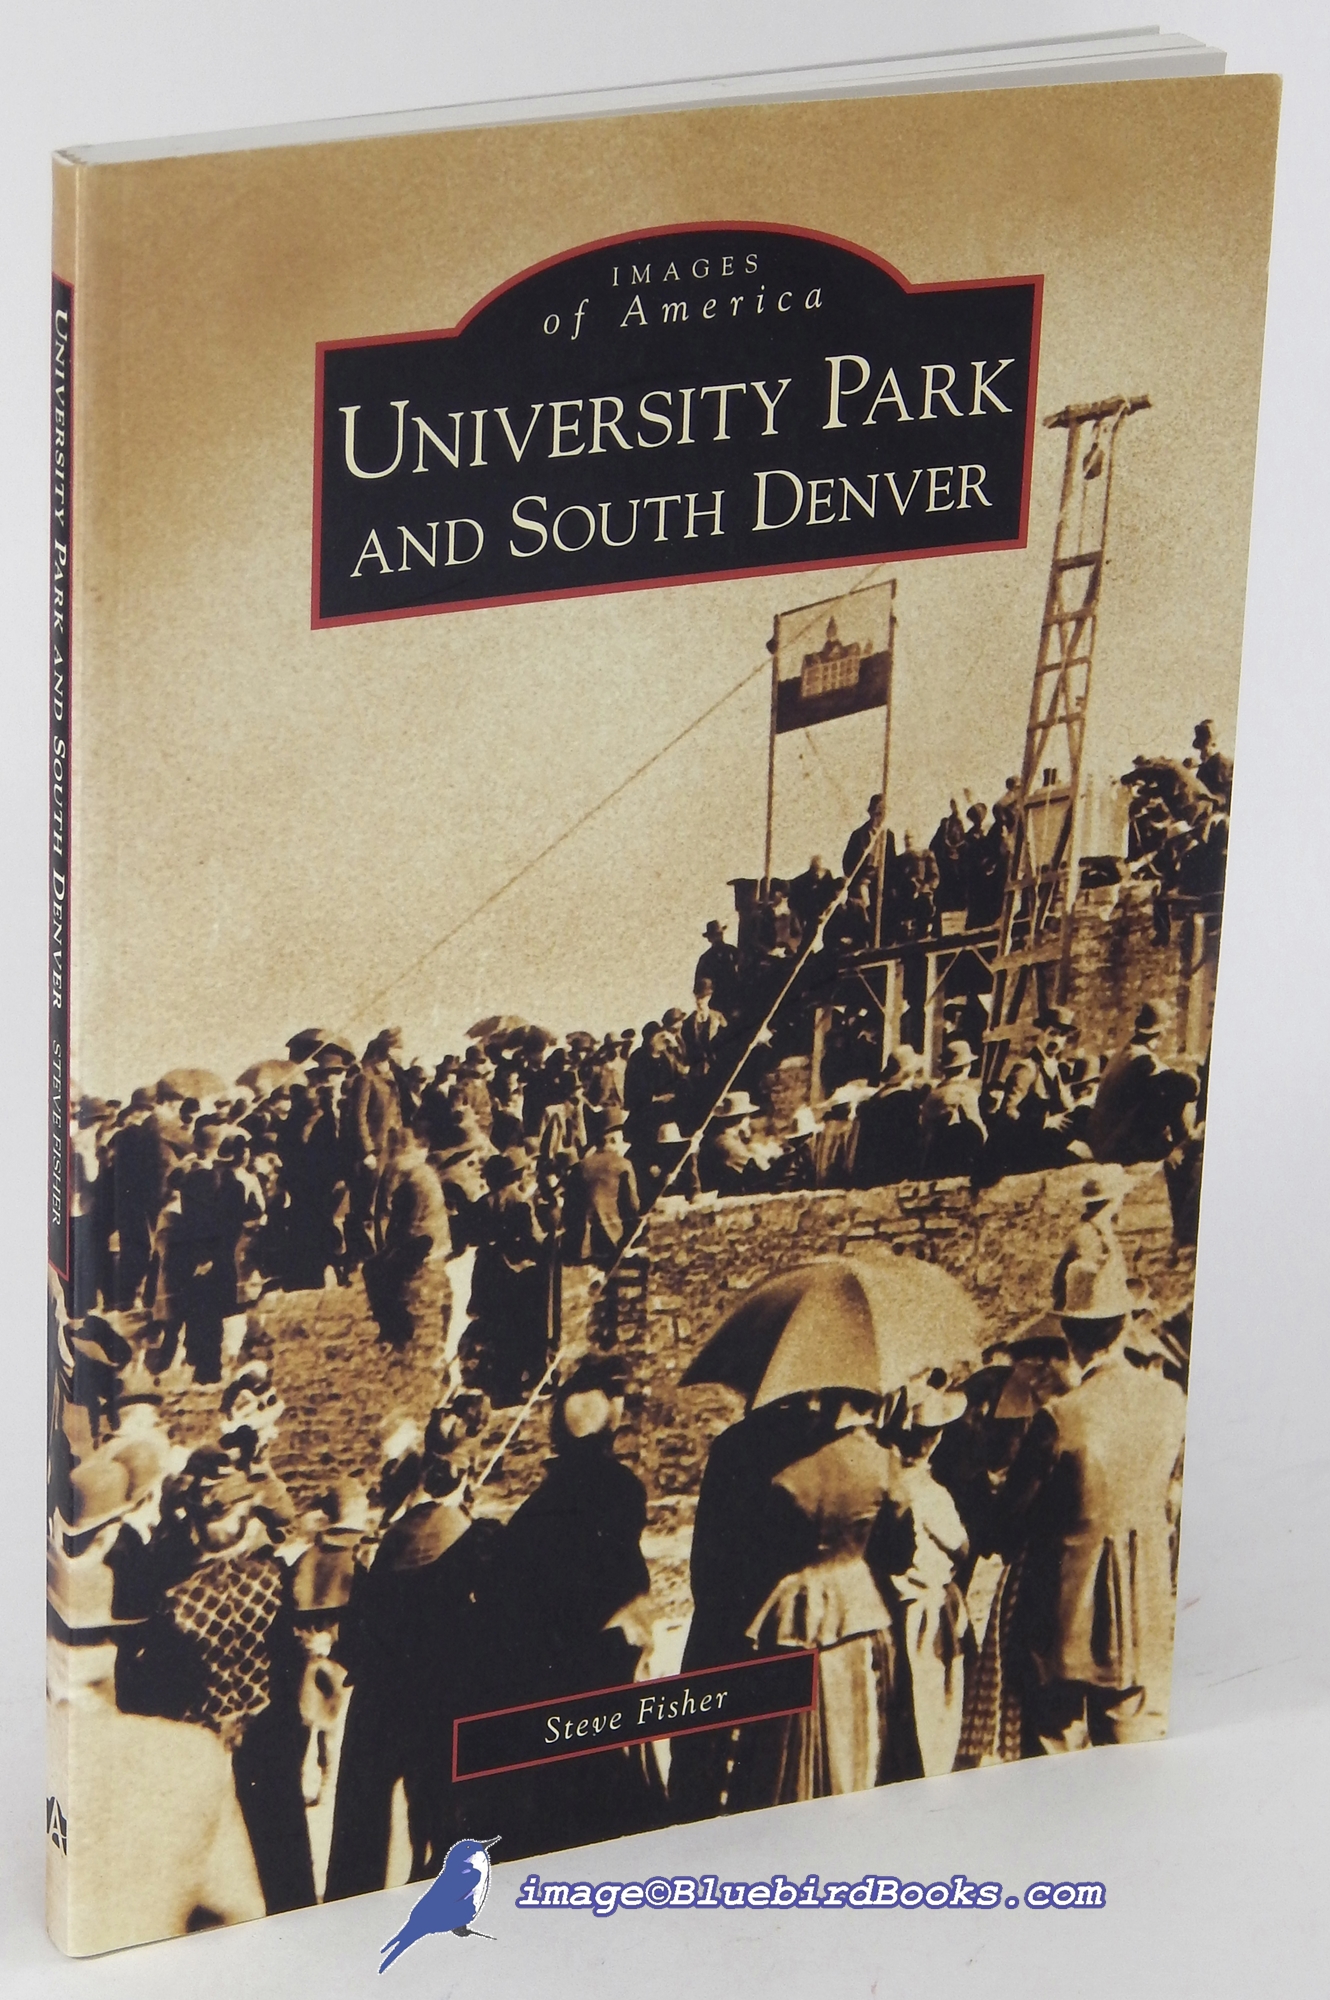 IMAGES
of America
UNIVERSITY PARK
AND SOUTH DENVER
UNIVERSITY PARK AND SOUTH DENVER STEVE FISHER
Steve Fisher
A
image©BluebirdBooks.com